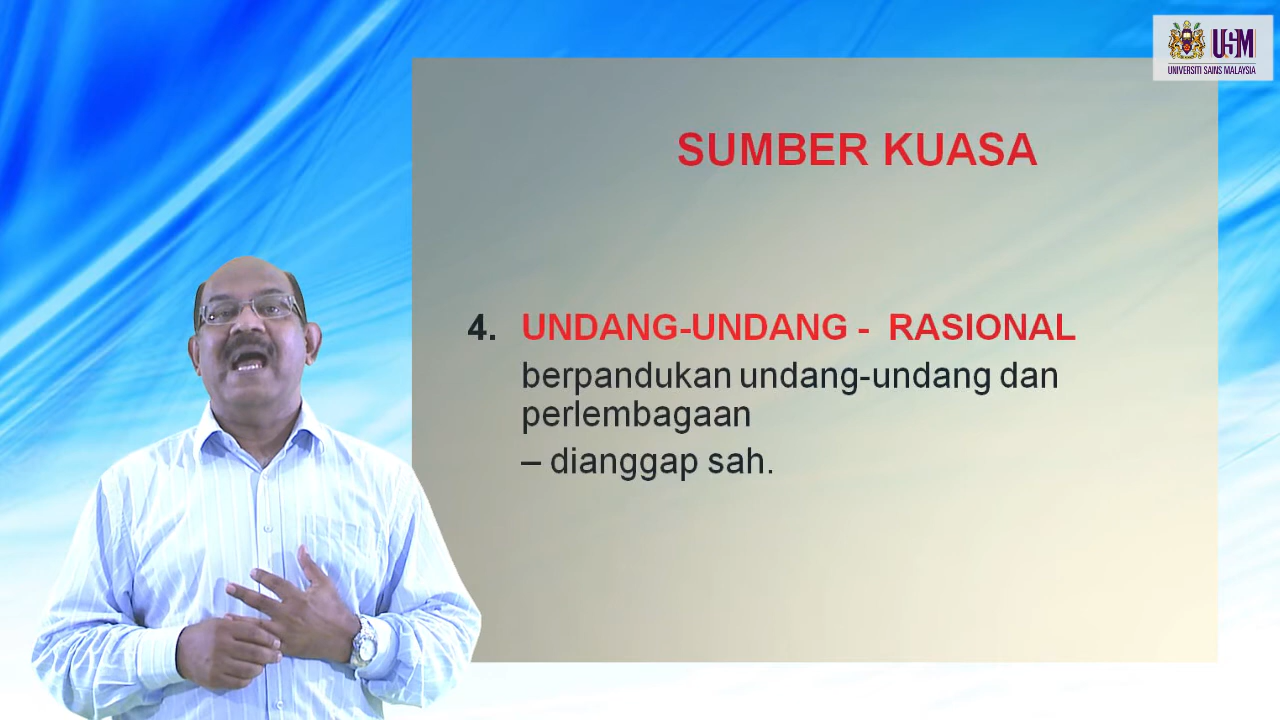 USM
UNIVERSITI SAINS MALAYSIA
SUMBER KUASA
4. UNDANG-UNDANG - RASIONAL
berpandukan undang-undang dan
perlembagaan
– dianggap sah.